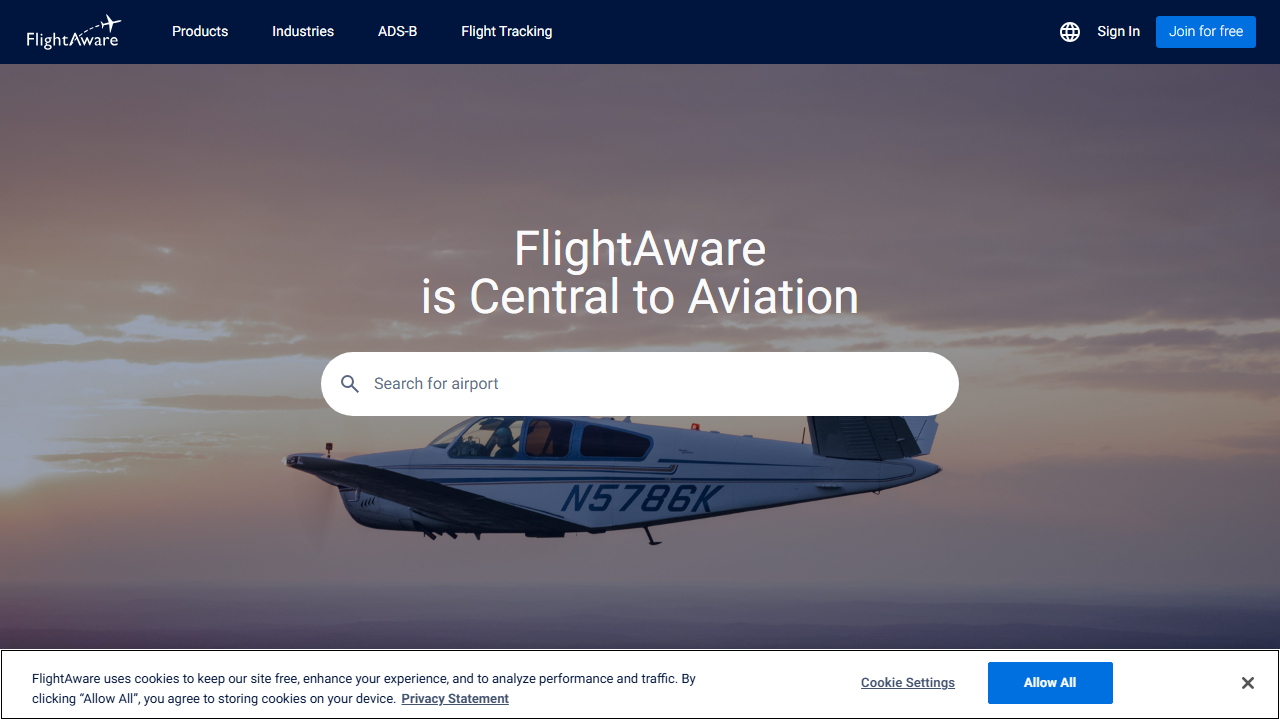 FlightAware
Products
Industries
ADS-B
Flight Tracking
Sign In
Join for free
FlightAware
is Central to Aviation
Search for airport
N5786K
FlightAware uses cookies to keep our site free, enhance your experience, and to analyze performance and traffic. By
clicking “Allow All”, you agree to storing cookies on your device. Privacy Statement
Cookie Settings
Allow All